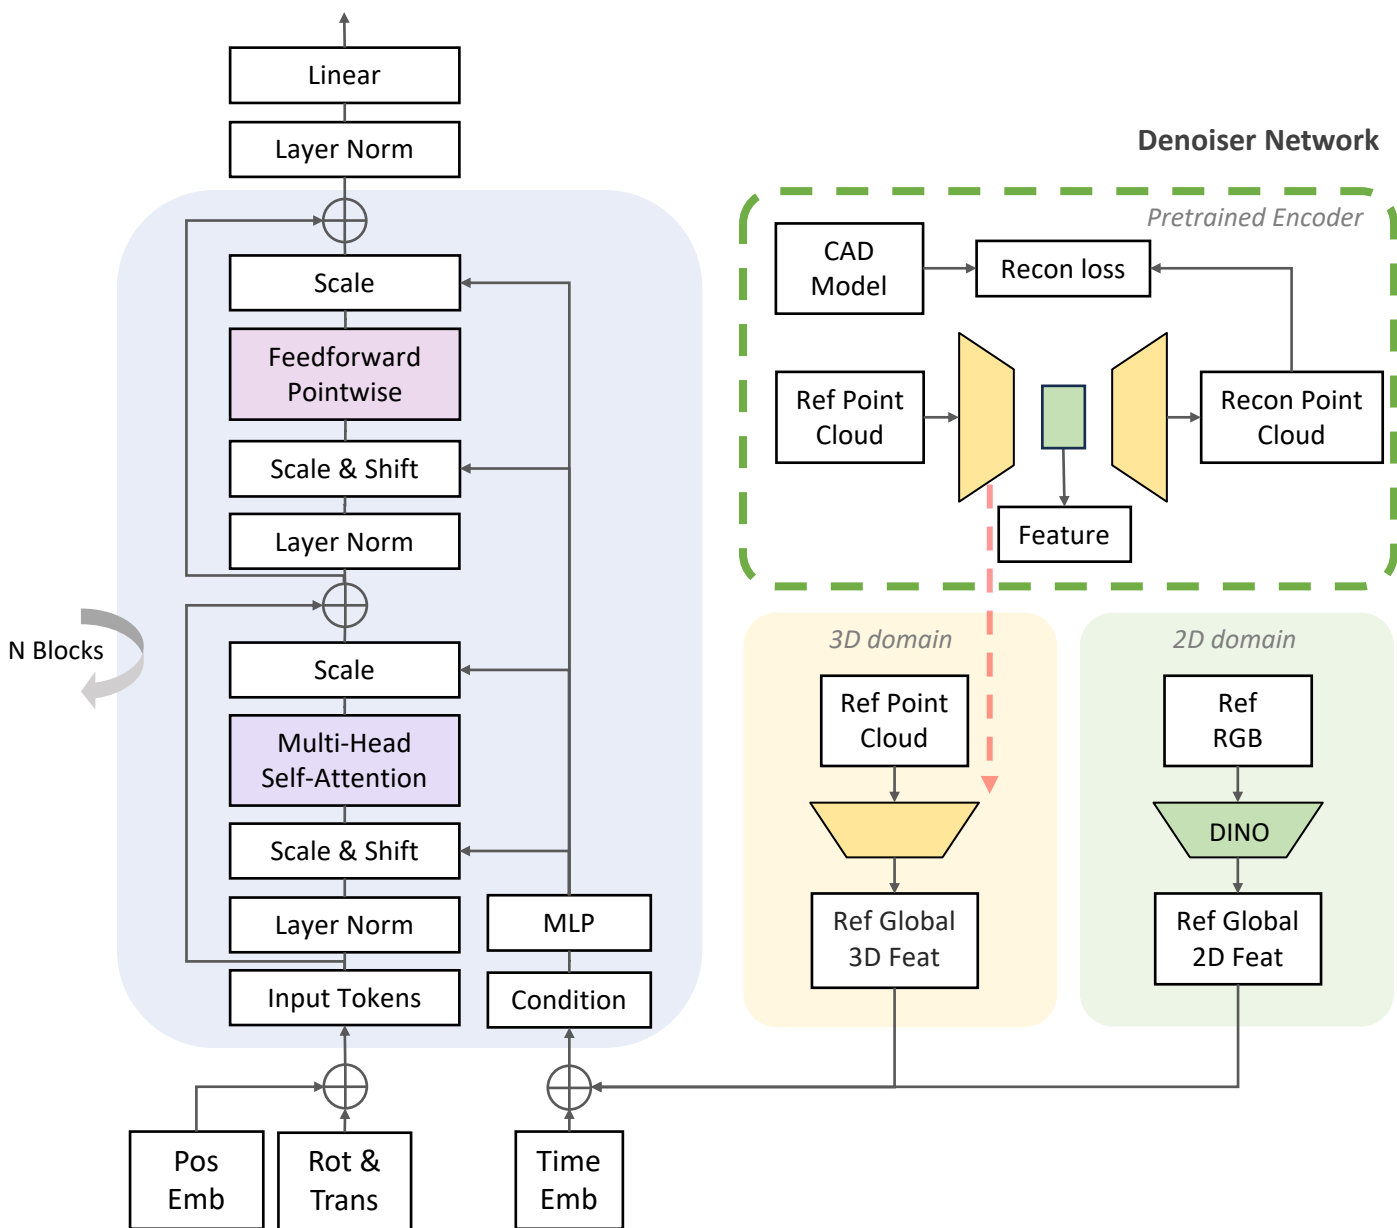 Linear
Layer Norm
Scale
Feedforward
Pointwise
Scale & Shift
Layer Norm
N Blocks
Scale
Multi-Head
Self-Attention
Scale & Shift
Layer Norm
Input Tokens
MLP
Condition
Pos
Emb
Rot &
Trans
Time
Emb
Denoiser Network
Pretrained Encoder
CAD
Model
Recon loss
Ref Point
Cloud
Recon Point
Cloud
Feature
3D domain
Ref Point
Cloud
Ref Global
3D Feat
2D domain
Ref
RGB
DINO
Ref Global
2D Feat